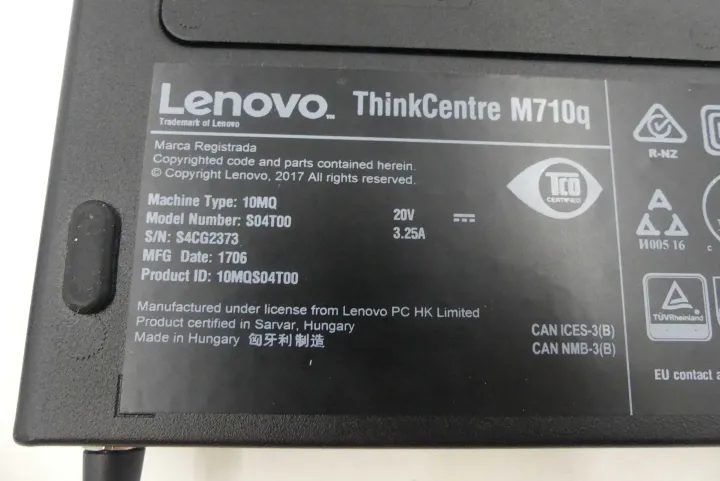 Lenovo™ ThinkCentre M710q
Trademark of Lenovo
Marca Registrada
Copyrighted code and parts contained herein.
© Copyright Lenovo, 2017 All rights reserved.
TCO
CERTIFIED
Machine Type: 10MQ
Model Number: S04T00
20V
S/N: S4CG2373
3.25A
MFG Date: 1706
Product ID: 10MQS04T00
Manufactured under license from Lenovo PC HK Limited
Product certified in Sarvar, Hungary
Made in Hungary 匈牙利制造
CAN ICES-3(B)
CAN NMB-3(B)
R-NZ
И005 16
TÜVRheinland
EU contact